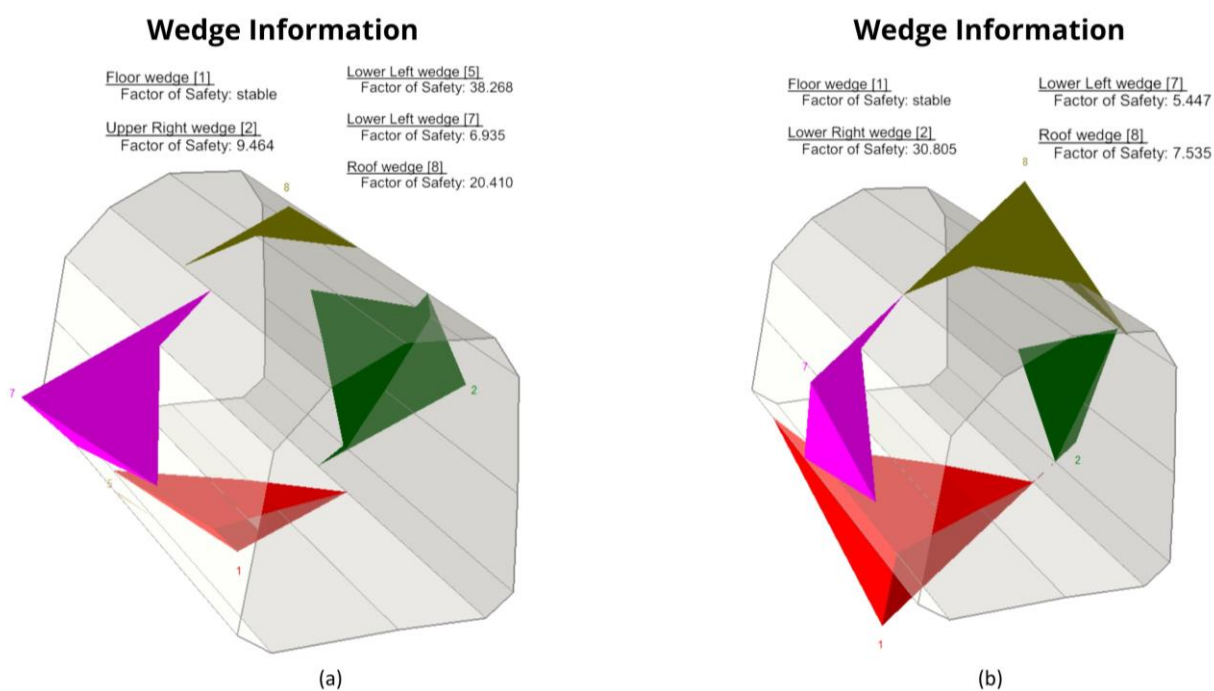 Wedge Information
Floor wedge [1]
Factor of Safety: stable
Upper Right wedge [2]
Factor of Safety: 9.464
Lower Left wedge [5]
Factor of Safety: 38.268
Lower Left wedge [7]
Factor of Safety: 6.935
Roof wedge [8]
Factor of Safety: 20.410
8
7
2
5
1
(a)
Wedge Information
Floor wedge [1]
Factor of Safety: stable
Lower Right wedge [2]
Factor of Safety: 30.805
Lower Left wedge [7]
Factor of Safety: 5.447
Roof wedge [8]
Factor of Safety: 7.535
8
7
2
1
(b)